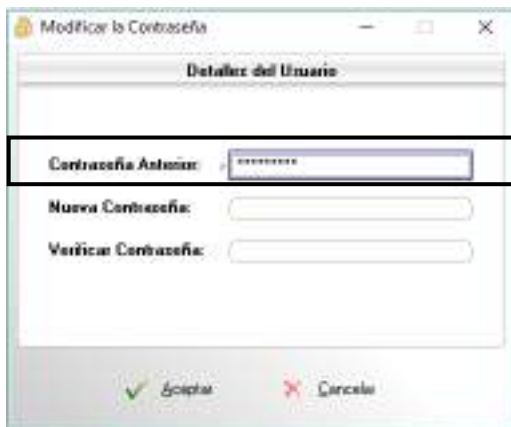 Modificar la Contraseña
Detalles del Usuario
Contraseña Anterior: *********
Nueva Contraseña:
Verificar Contraseña:
Aceptar Cancelar